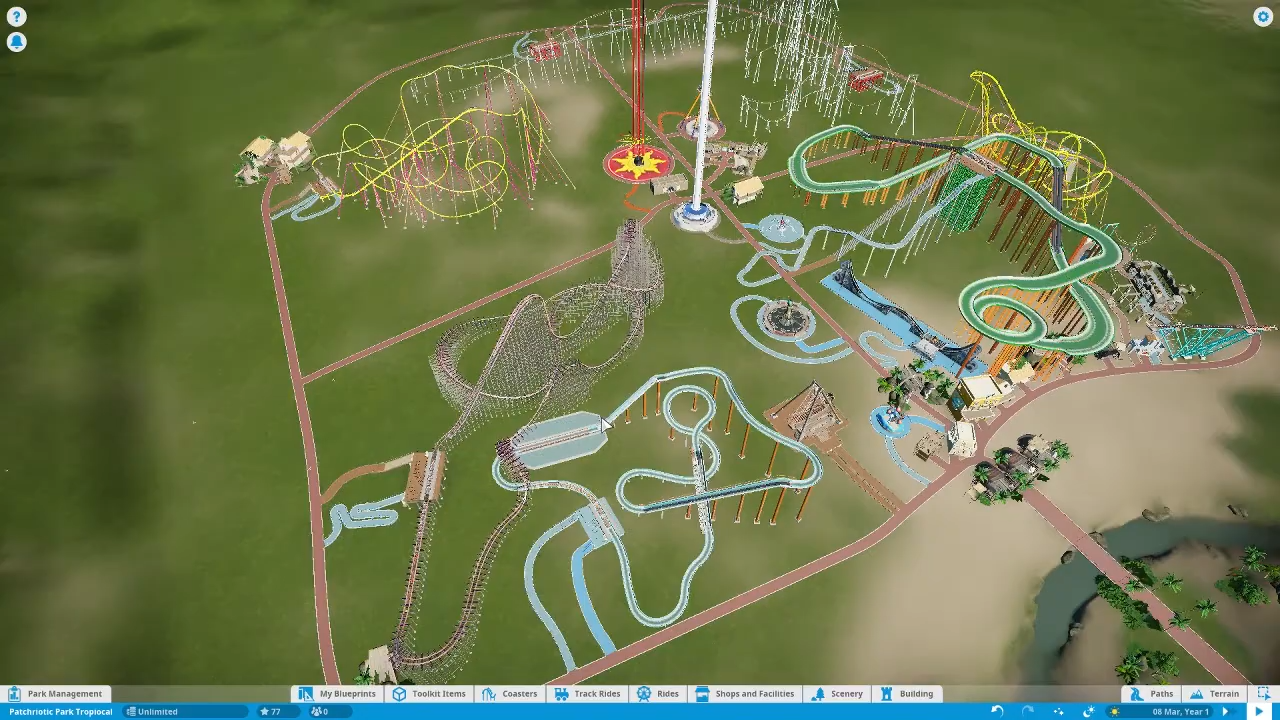 ?
Park Management
My Blueprints
Toolkit Items
Coasters
Track Rides
Rides
Shops and Facilities
Scenery
Building
Paths
Terrain
Patchriotic Park Tropical
Unlimited
77
0
08 Mar, Year 1